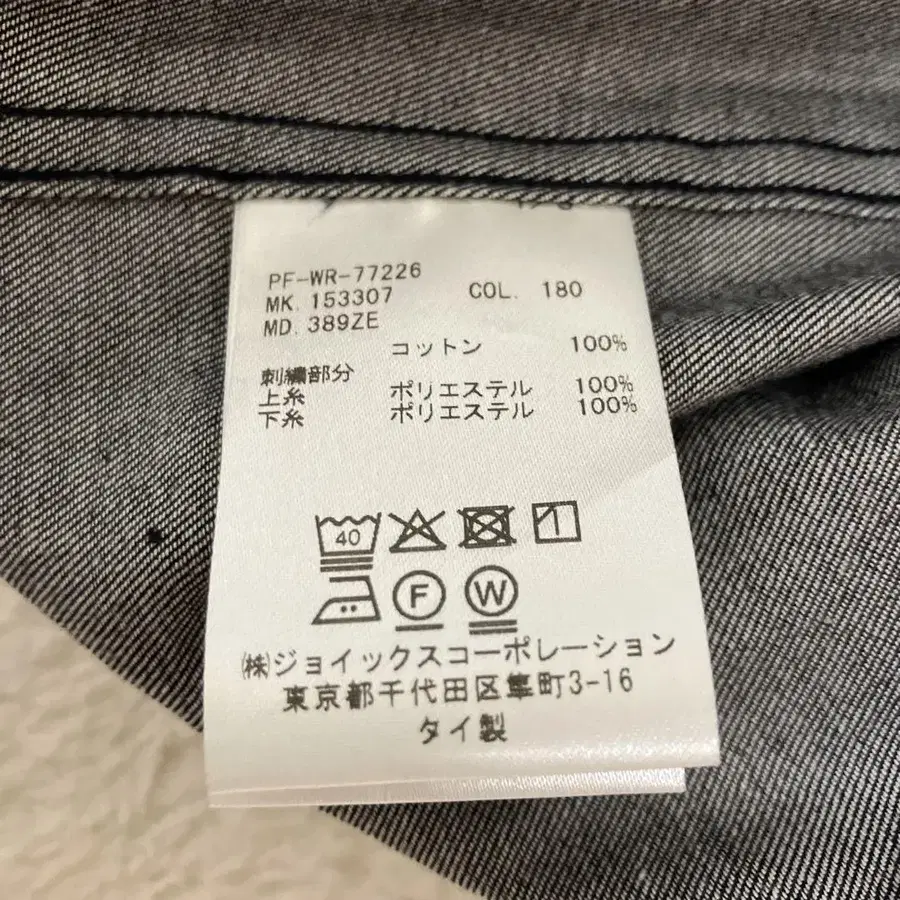 PF-WR-77226
MK. 153307 COL. 180
MD. 389ZE
コットン 100%
刺繍部分
上糸 ポリエステル 100%
下糸 ポリエステル 100%
40
F W
㈱ジョイックスコーポレーション
東京都千代田区隼町3-16
タイ製